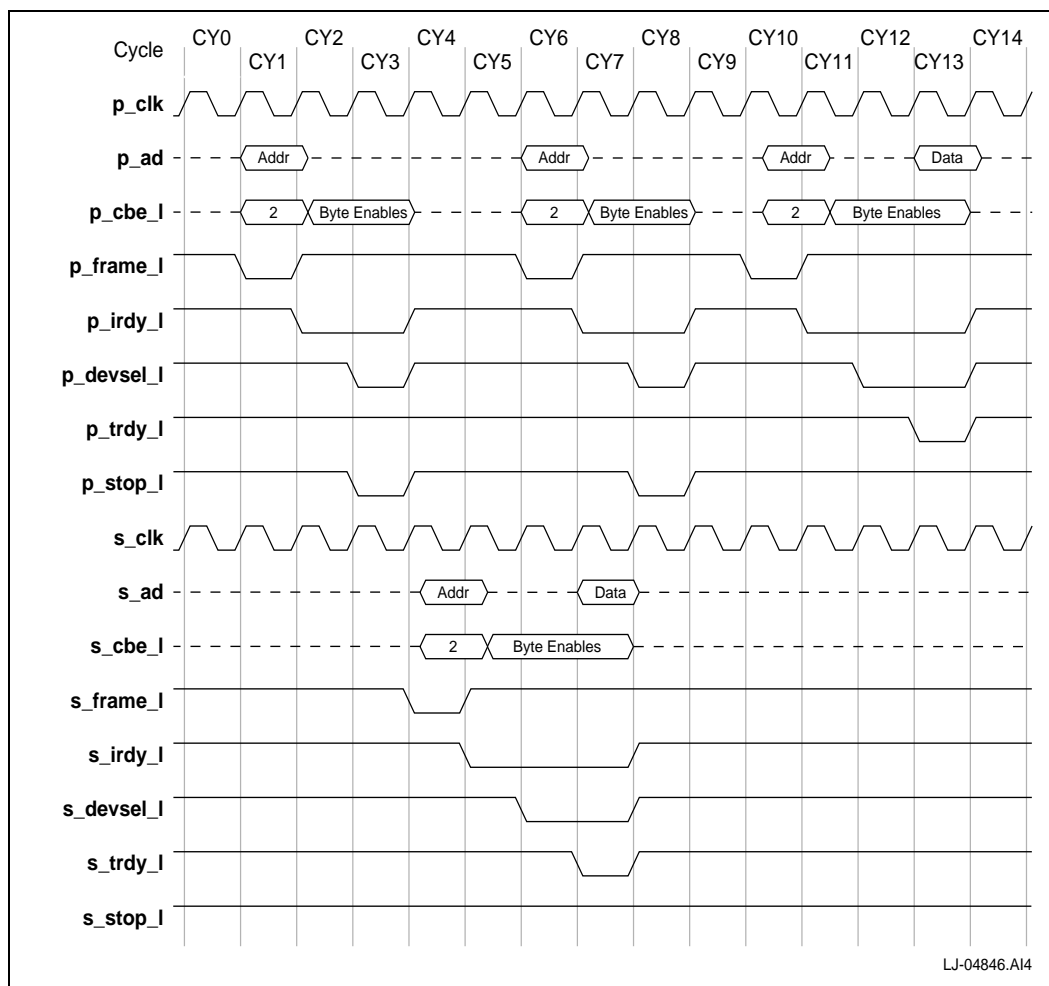 CY0 CY2 CY4 CY6 CY8 CY10 CY12 CY14
Cycle
CY1 CY3 CY5 CY7 CY9 CY11 CY13
p_clk
p_ad Addr Addr Addr Data
p_cbe_l 2 Byte Enables 2 Byte Enables 2 Byte Enables
p_frame_l
p_irdy_l
p_devsel_l
p_trdy_l
p_stop_l
s_clk
s_ad Addr Data
s_cbe_l 2 Byte Enables
s_frame_l
s_irdy_l
s_devsel_l
s_trdy_l
s_stop_l
LJ-04846.AI4